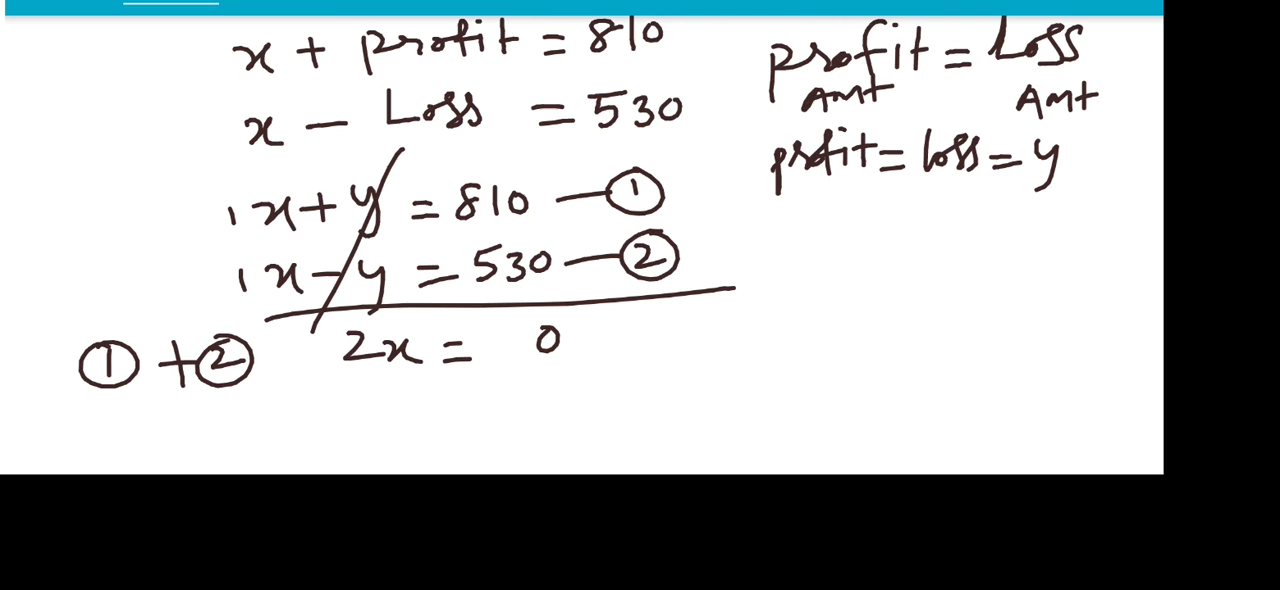 x + profit = 810
x - Loss = 530
1x + y = 810 — ①
1x - y = 530 — ②
① + ② 2x = 0
profit = Loss
Amt Amt
profit = loss = y